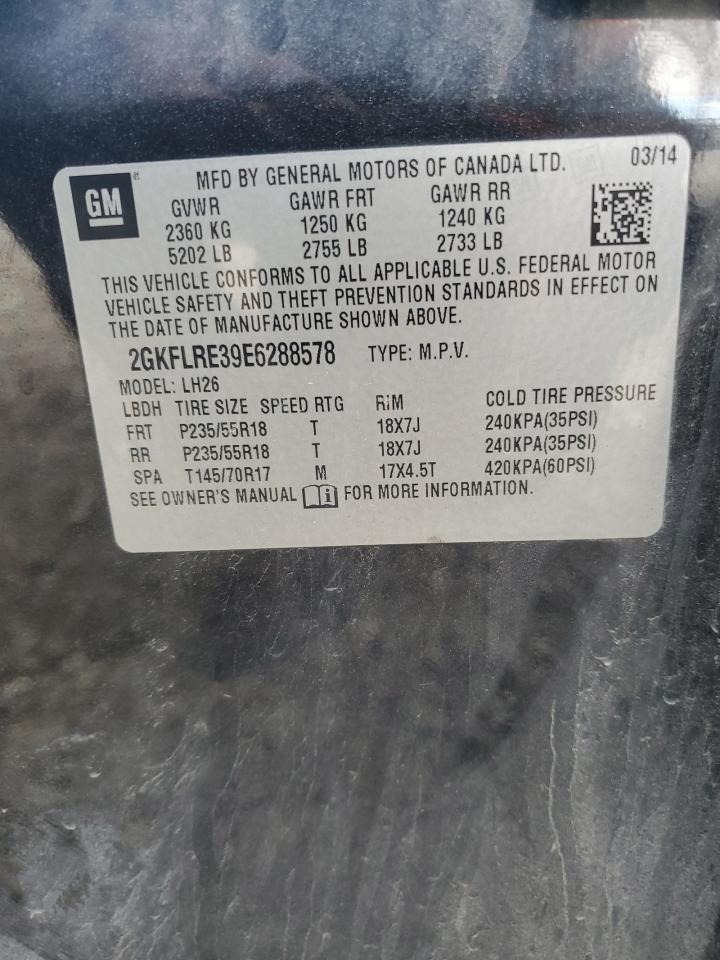 GM
MFD BY GENERAL MOTORS OF CANADA LTD. 03/14
GVWR GAWR FRT GAWR RR
2360 KG 1250 KG 1240 KG
5202 LB 2755 LB 2733 LB
THIS VEHICLE CONFORMS TO ALL APPLICABLE U.S. FEDERAL MOTOR
VEHICLE SAFETY AND THEFT PREVENTION STANDARDS IN EFFECT ON
THE DATE OF MANUFACTURE SHOWN ABOVE.
2GKFLRE39E6288578 TYPE: M.P.V.
MODEL: LH26
LBDH TIRE SIZE SPEED RTG RIM COLD TIRE PRESSURE
FRT P235/55R18 T 18X7J 240KPA(35PSI)
RR P235/55R18 T 18X7J 240KPA(35PSI)
SPA T145/70R17 M 17X4.5T 420KPA(60PSI)
SEE OWNER'S MANUAL i FOR MORE INFORMATION.